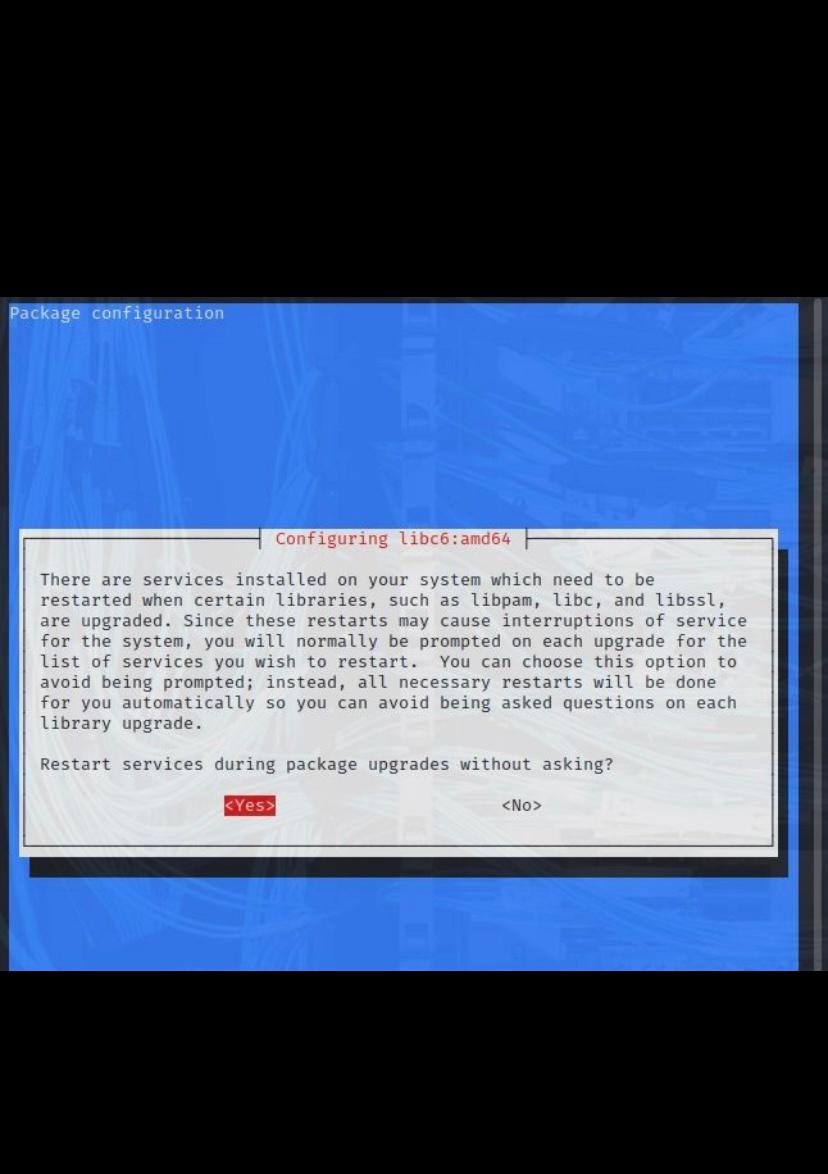 Package configuration
Configuring libc6:amd64
There are services installed on your system which need to be
restarted when certain libraries, such as libpam, libc, and libssl,
are upgraded. Since these restarts may cause interruptions of service
for the system, you will normally be prompted on each upgrade for the
list of services you wish to restart.  You can choose this option to
avoid being prompted; instead, all necessary restarts will be done
for you automatically so you can avoid being asked questions on each
library upgrade.
Restart services during package upgrades without asking?
<Yes> <No>